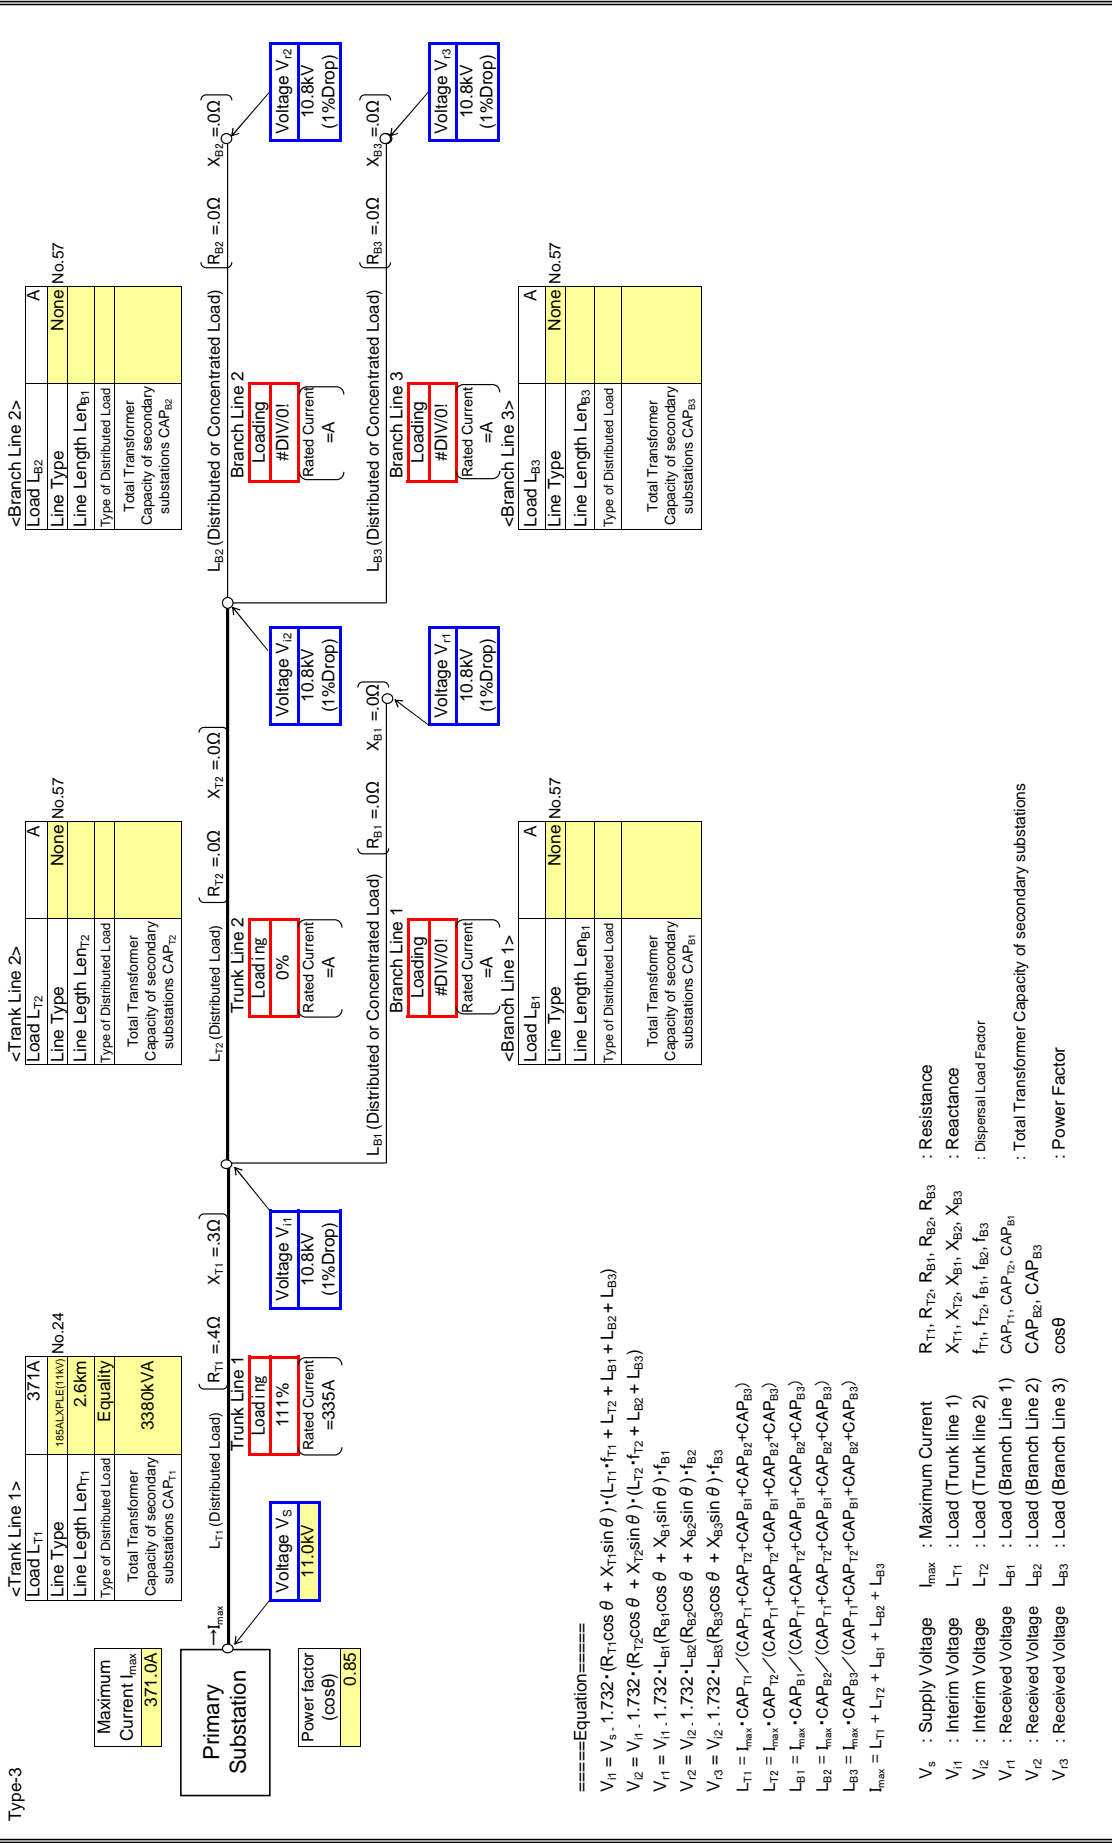 Type-3
Maximum
Current Imax
371.0A
<Trank Line 1>
Load LT1 371A
Line Type 185ALXPLE(11kV) No.24
Line Legth LenT1 2.6km
Type of Distributed Load Equality
Total Transformer
Capacity of secondary
substations CAPT1
3380kVA
<Trank Line 2>
Load LT2 A
Line Type None No.57
Line Length LenT2
Type of Distributed Load
Total Transformer
Capacity of secondary
substations CAPT2
<Branch Line 2>
Load LB2 A
Line Type None No.57
Line Length LenB1
Type of Distributed Load
Total Transformer
Capacity of secondary
substations CAPB2
Primary
Substation
→Imax
LT1 (Distributed Load)
RT1 =.4Ω XT1 =.3Ω
LT2 (Distributed Load)
RT2 =.0Ω XT2 =.0Ω
LB2 (Distributed or Concentrated Load)
RB2 =.0Ω XB2 =.0Ω
Voltage VS
11.0kV
Trunk Line 1
Loading
111%
Rated Current
=335A
Voltage Vi1
10.8kV
(1%Drop)
Trunk Line 2
Loading
0%
Rated Current
=A
Voltage Vi2
10.8kV
(1%Drop)
Branch Line 2
Loading
#DIV/0!
Rated Current
=A
Voltage Vr2
10.8kV
(1%Drop)
Power factor
(cosθ)
0.85
LB1 (Distributed or Concentrated Load)
RB1 =.0Ω XB1 =.0Ω
LB3 (Distributed or Concentrated Load)
RB3 =.0Ω XB3 =.0Ω
Branch Line 1
Loading
#DIV/0!
Rated Current
=A
Voltage Vr1
10.8kV
(1%Drop)
Branch Line 3
Loading
#DIV/0!
Rated Current
=A
Voltage Vr3
10.8kV
(1%Drop)
<Branch Line 1>
Load LB1 A
Line Type None No.57
Line Length LenB1
Type of Distributed Load
Total Transformer
Capacity of secondary
substations CAPB1
<Branch Line 3>
Load LB3 A
Line Type None No.57
Line Length LenB3
Type of Distributed Load
Total Transformer
Capacity of secondary
substations CAPB3
=====Equation=====
Vi1 = Vs - 1.732・(RT1cosθ + XT1sinθ)・(LT1・fT1 + LT2 + LB1 + LB2 + LB3)
Vi2 = Vi1 - 1.732・(RT2cosθ + XT2sinθ)・(LT2・fT2 + LB2 + LB3)
Vr1 = Vi1 - 1.732・LB1(RB1cosθ + XB1sinθ)・fB1
Vr2 = Vi2 - 1.732・LB2(RB2cosθ + XB2sinθ)・fB2
Vr3 = Vi2 - 1.732・LB3(RB3cosθ + XB3sinθ)・fB3
LT1 = Imax・CAPT1／(CAPT1+CAPT2+CAPB1+CAPB2+CAPB3)
LT2 = Imax・CAPT2／(CAPT1+CAPT2+CAPB1+CAPB2+CAPB3)
LB1 = Imax・CAPB1／(CAPT1+CAPT2+CAPB1+CAPB2+CAPB3)
LB2 = Imax・CAPB2／(CAPT1+CAPT2+CAPB1+CAPB2+CAPB3)
LB3 = Imax・CAPB3／(CAPT1+CAPT2+CAPB1+CAPB2+CAPB3)
Imax = LT1 + LT2 + LB1 + LB2 + LB3
Vs : Supply Voltage Imax : Maximum Current RT1, RT2, RB1, RB2, RB3 : Resistance
Vi1 : Interim Voltage LT1 : Load (Trunk line 1) XT1, XT2, XB1, XB2, XB3 : Reactance
Vi2 : Interim Voltage LT2 : Load (Trunk line 2) fT1, fT2, fB1, fB2, fB3 : Dispersal Load Factor
Vr1 : Received Voltage LB1 : Load (Branch Line 1) CAPT1, CAPT2, CAPB1 : Total Transformer Capacity of secondary substations
Vr2 : Received Voltage LB2 : Load (Branch Line 2) CAPB2, CAPB3
Vr3 : Received Voltage LB3 : Load (Branch Line 3) cosθ : Power Factor